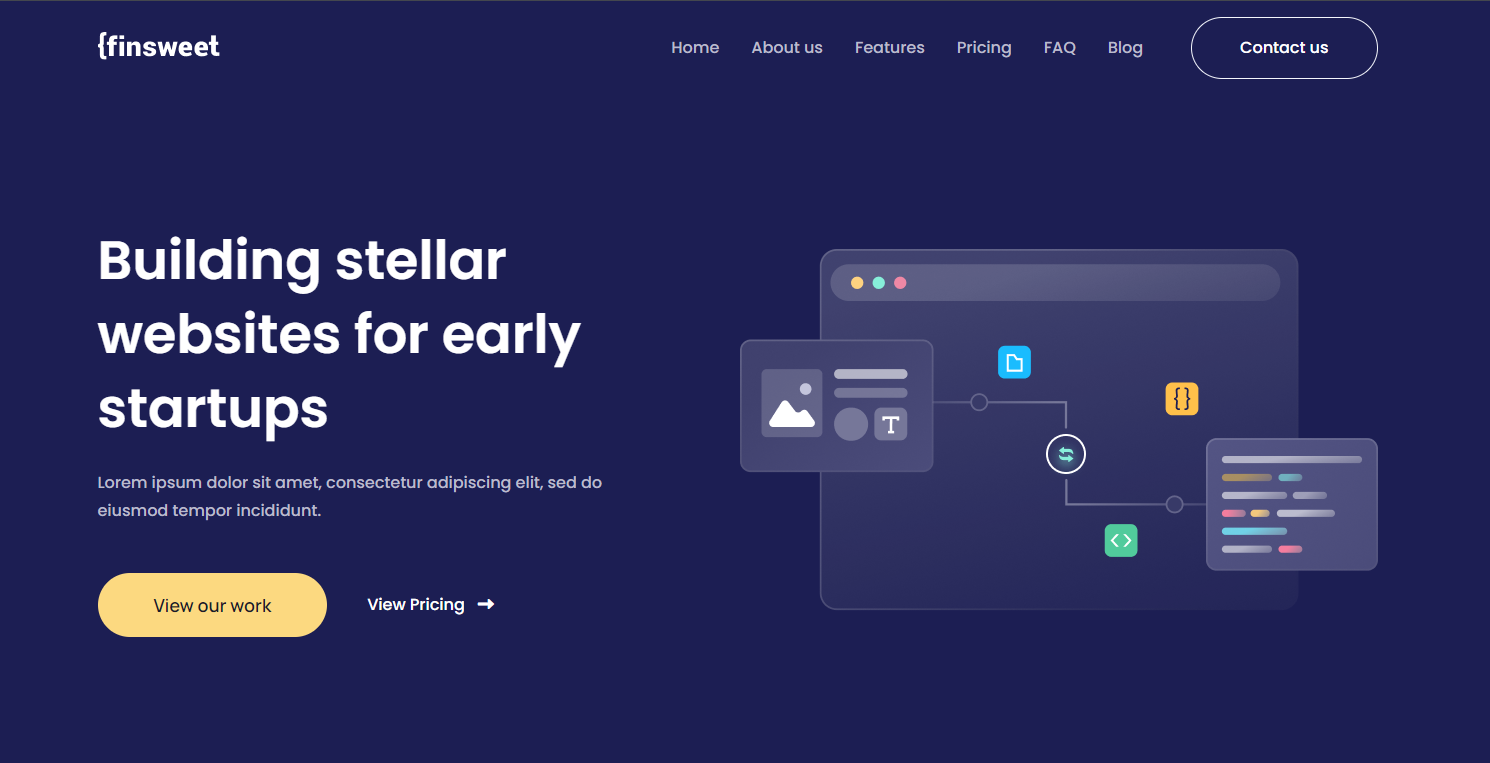 {finsweet
Home About us Features Pricing FAQ Blog Contact us
Building stellar
websites for early
startups
Lorem ipsum dolor sit amet, consectetur adipiscing elit, sed do
eiusmod tempor incididunt.
View our work View Pricing →
T
{}
<>